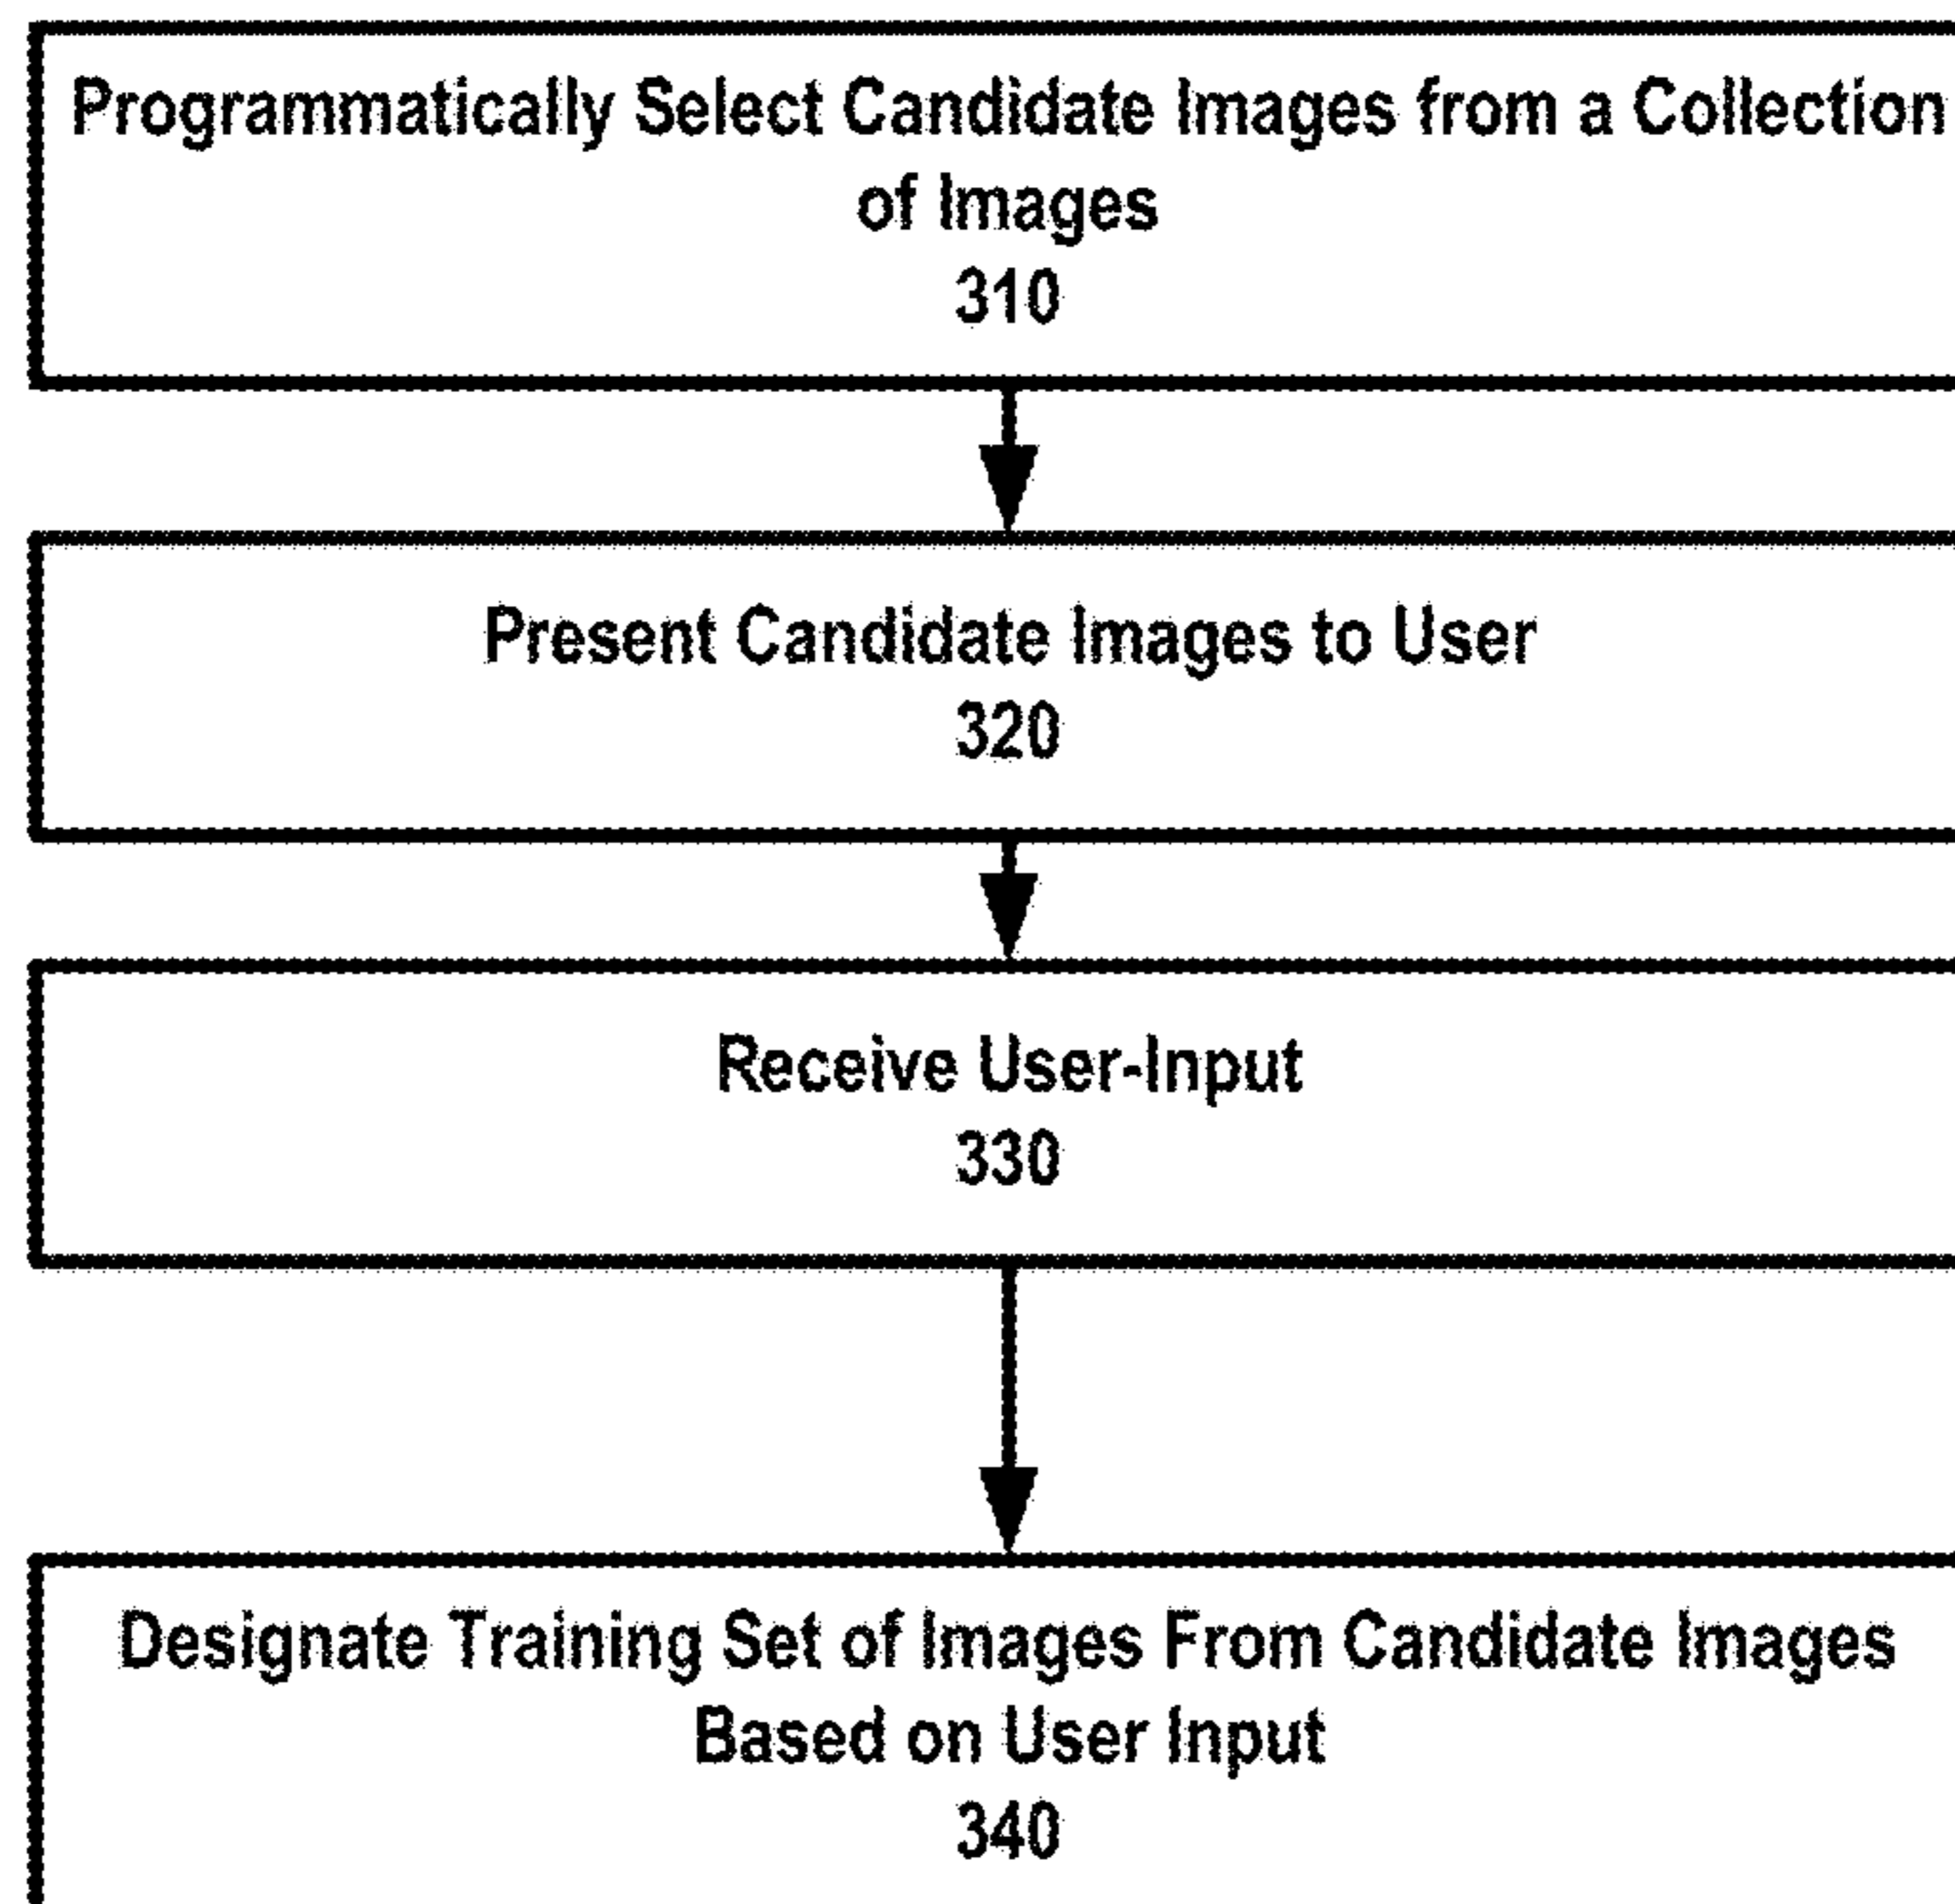 Programmatically Select Candidate Images from a Collection
of Images
310
Present Candidate Images to User
320
Receive User-Input
330
Designate Training Set of Images From Candidate Images
Based on User Input
340